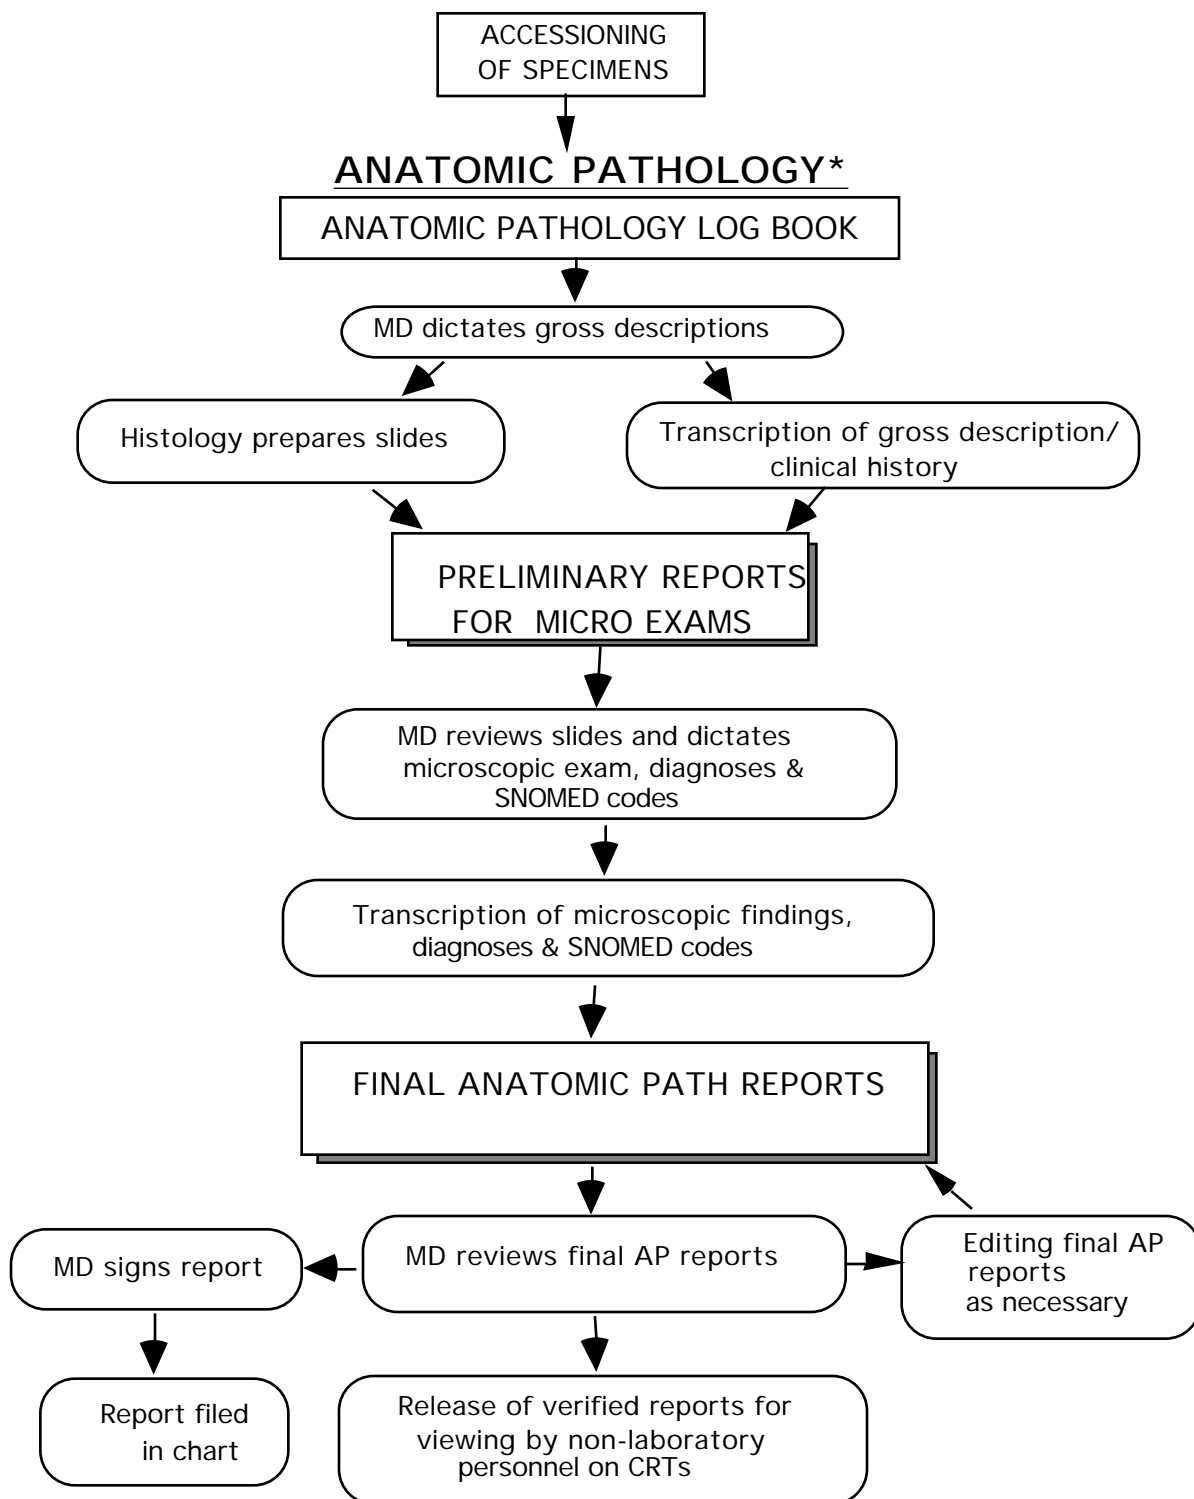 ACCESSIONING
OF SPECIMENS
ANATOMIC PATHOLOGY*
ANATOMIC PATHOLOGY LOG BOOK
MD dictates gross descriptions
Histology prepares slides
Transcription of gross description/
clinical history
PRELIMINARY REPORTS
FOR MICRO EXAMS
MD reviews slides and dictates
microscopic exam, diagnoses &
SNOMED codes
Transcription of microscopic findings,
diagnoses & SNOMED codes
FINAL ANATOMIC PATH REPORTS
MD signs report
MD reviews final AP reports
Editing final AP
reports
as necessary
Report filed
in chart
Release of verified reports for
viewing by non-laboratory
personnel on CRTs